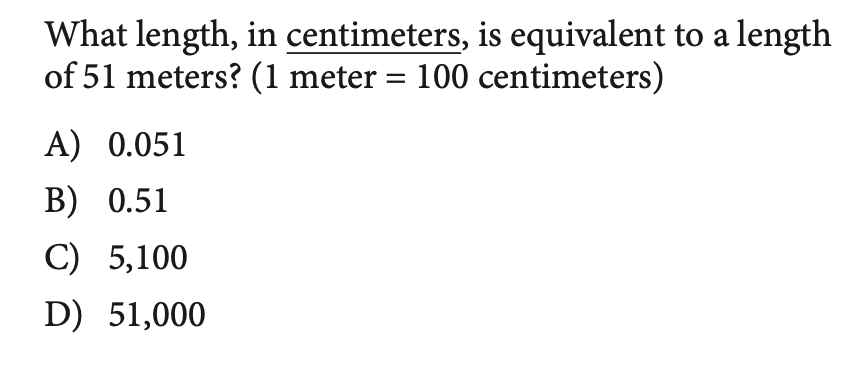 What length, in centimeters, is equivalent to a length
of 51 meters? (1 meter = 100 centimeters)
A) 0.051
B) 0.51
C) 5,100
D) 51,000